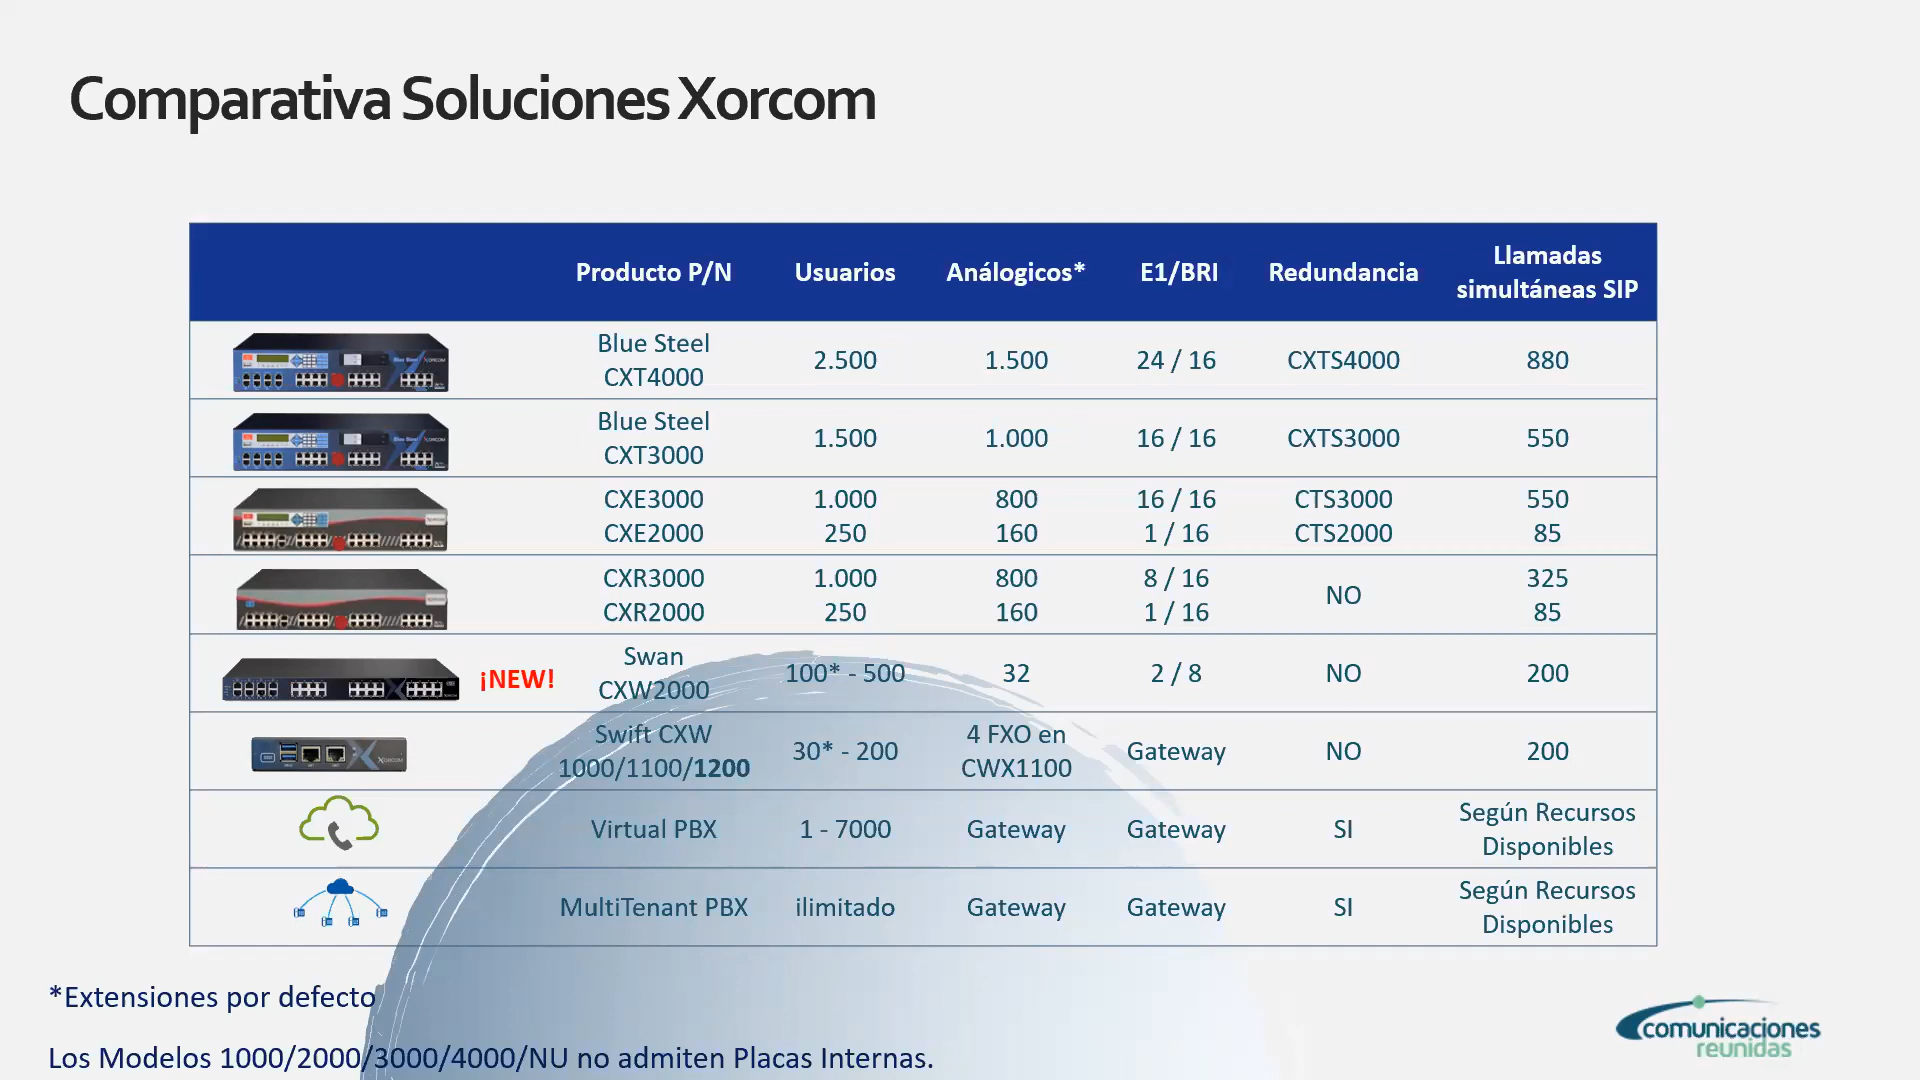 Comparativa Soluciones Xorcom
Producto P/N
Usuarios
Análogicos*
E1/BRI
Redundancia
Llamadas
simultáneas SIP
Blue Steel
CXT4000
2.500
1.500
24 / 16
CXTS4000
880
Blue Steel
CXT3000
1.500
1.000
16 / 16
CXTS3000
550
CXE3000
1.000
800
16 / 16
CTS3000
550
CXE2000
250
160
1 / 16
CTS2000
85
CXR3000
1.000
800
8 / 16
NO
325
CXR2000
250
160
1 / 16
85
¡NEW!
Swan
CXW2000
100* - 500
32
2 / 8
NO
200
Swift CXW
1000/1100/1200
30* - 200
4 FXO en
CWX1100
Gateway
NO
200
Virtual PBX
1 - 7000
Gateway
Gateway
SI
Según Recursos
Disponibles
MultiTenant PBX
ilimitado
Gateway
Gateway
SI
Según Recursos
Disponibles
*Extensiones por defecto
Los Modelos 1000/2000/3000/4000/NU no admiten Placas Internas.
comunicaciones
reunidas